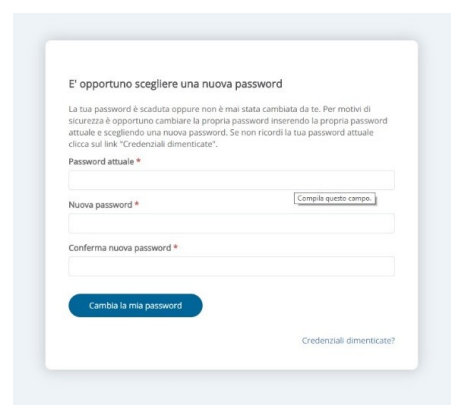 E' opportuno scegliere una nuova password
La tua password è scaduta oppure non è mai stata cambiata da te. Per motivi di
sicurezza è opportuno cambiare la propria password inserendo la propria password
attuale e scegliendo una nuova password. Se non ricordi la tua password attuale
clicca sul link "Credenziali dimenticate".
Password attuale *
Compila questo campo.
Nuova password *
Conferma nuova password *
Cambia la mia password
Credenziali dimenticate?